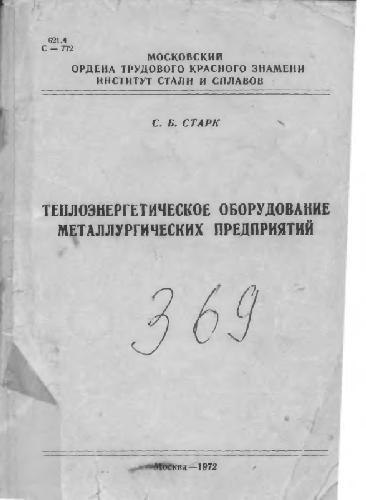 621.4
С — 772
МОСКОВСКИЙ
ОРДЕНА ТРУДОВОГО КРАСНОГО ЗНАМЕНИ
ИНСТИТУТ СТАЛИ И СПЛАВОВ
С. Б. СТАРК
ТЕПЛОЭНЕРГЕТИЧЕСКОЕ ОБОРУДОВАНИЕ
МЕТАЛЛУРГИЧЕСКИХ ПРЕДПРИЯТИЙ
369
Москва—1972